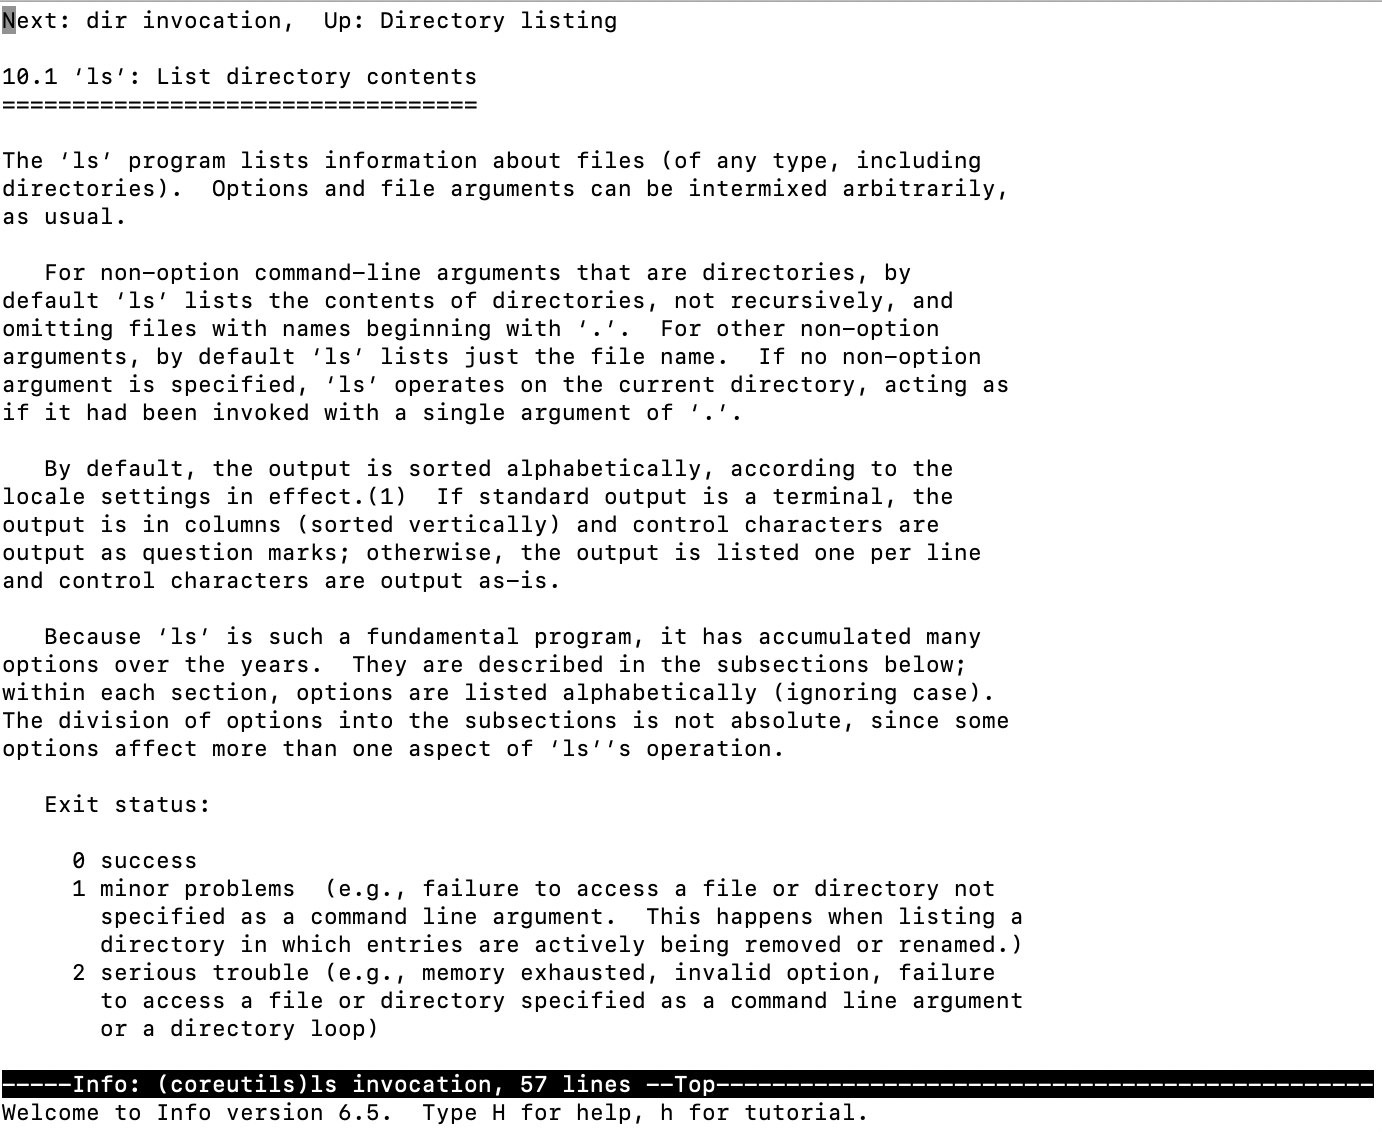 Next: dir invocation,  Up: Directory listing
10.1 ‘ls’: List directory contents
==================================
The ‘ls’ program lists information about files (of any type, including
directories).  Options and file arguments can be intermixed arbitrarily,
as usual.
   For non-option command-line arguments that are directories, by
default ‘ls’ lists the contents of directories, not recursively, and
omitting files with names beginning with ‘.’.  For other non-option
arguments, by default ‘ls’ lists just the file name.  If no non-option
argument is specified, ‘ls’ operates on the current directory, acting as
if it had been invoked with a single argument of ‘.’.
   By default, the output is sorted alphabetically, according to the
locale settings in effect.(1)  If standard output is a terminal, the
output is in columns (sorted vertically) and control characters are
output as question marks; otherwise, the output is listed one per line
and control characters are output as-is.
   Because ‘ls’ is such a fundamental program, it has accumulated many
options over the years.  They are described in the subsections below;
within each section, options are listed alphabetically (ignoring case).
The division of options into the subsections is not absolute, since some
options affect more than one aspect of ‘ls’’s operation.
   Exit status:
     0 success
     1 minor problems  (e.g., failure to access a file or directory not
       specified as a command line argument.  This happens when listing a
       directory in which entries are actively being removed or renamed.)
     2 serious trouble (e.g., memory exhausted, invalid option, failure
       to access a file or directory specified as a command line argument
       or a directory loop)
-----Info: (coreutils)ls invocation, 57 lines --Top-----------------------------------------------
Welcome to Info version 6.5.  Type H for help, h for tutorial.